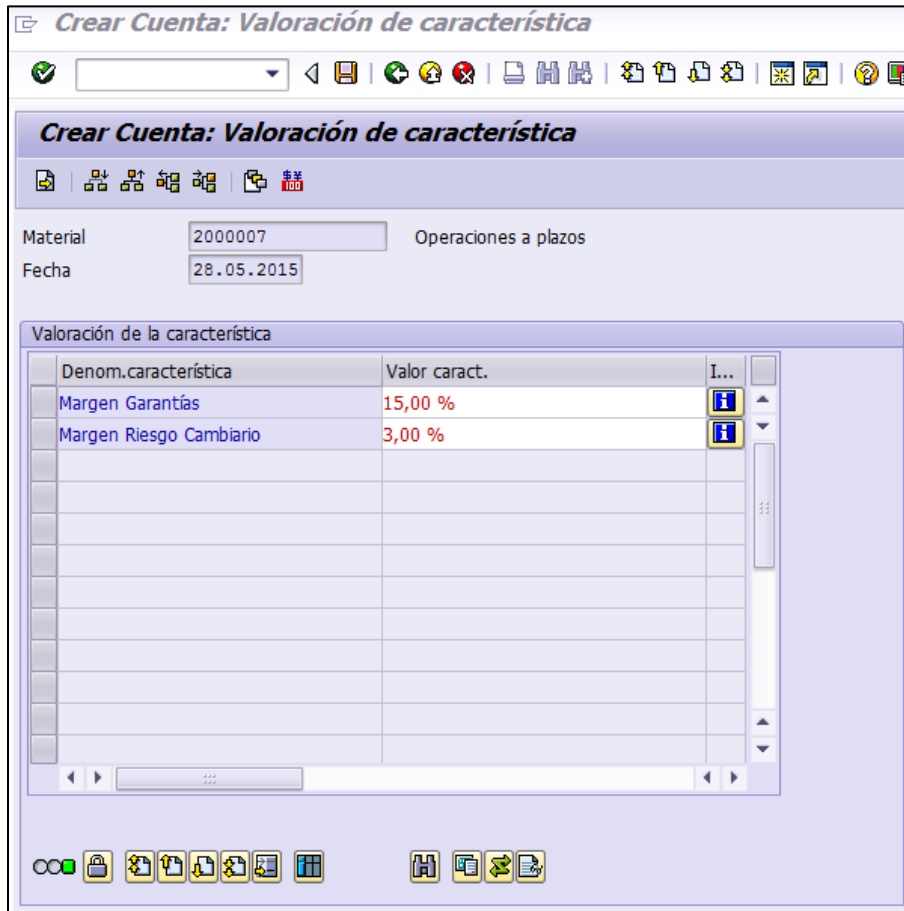 Crear Cuenta: Valoración de característica
Crear Cuenta: Valoración de característica
Material 2000007 Operaciones a plazos
Fecha 28.05.2015
Valoración de la característica
Denom.característica Valor caract. I...
Margen Garantías 15,00 %
Margen Riesgo Cambiario 3,00 %